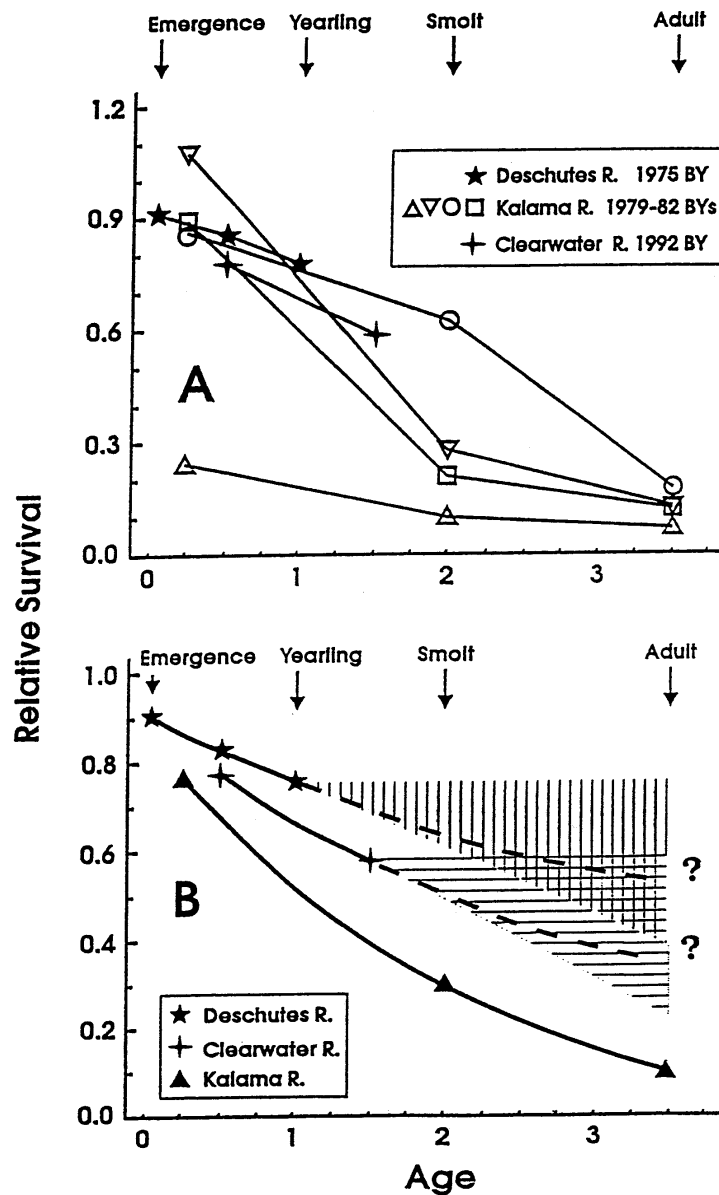 Emergence Yearling Smolt Adult
1.2
★ Deschutes R. 1975 BY
△▽○□ Kalama R. 1979-82 BYs
Clearwater R. 1992 BY
0.9
0.6
A
0.3
0.0
0 1 2 3
Relative Survival
Emergence Yearling Smolt Adult
1.0
0.8
0.6
?
B
0.4
?
★ Deschutes R.
Clearwater R.
▲ Kalama R.
0.2
0.0
0 1 2 3
Age